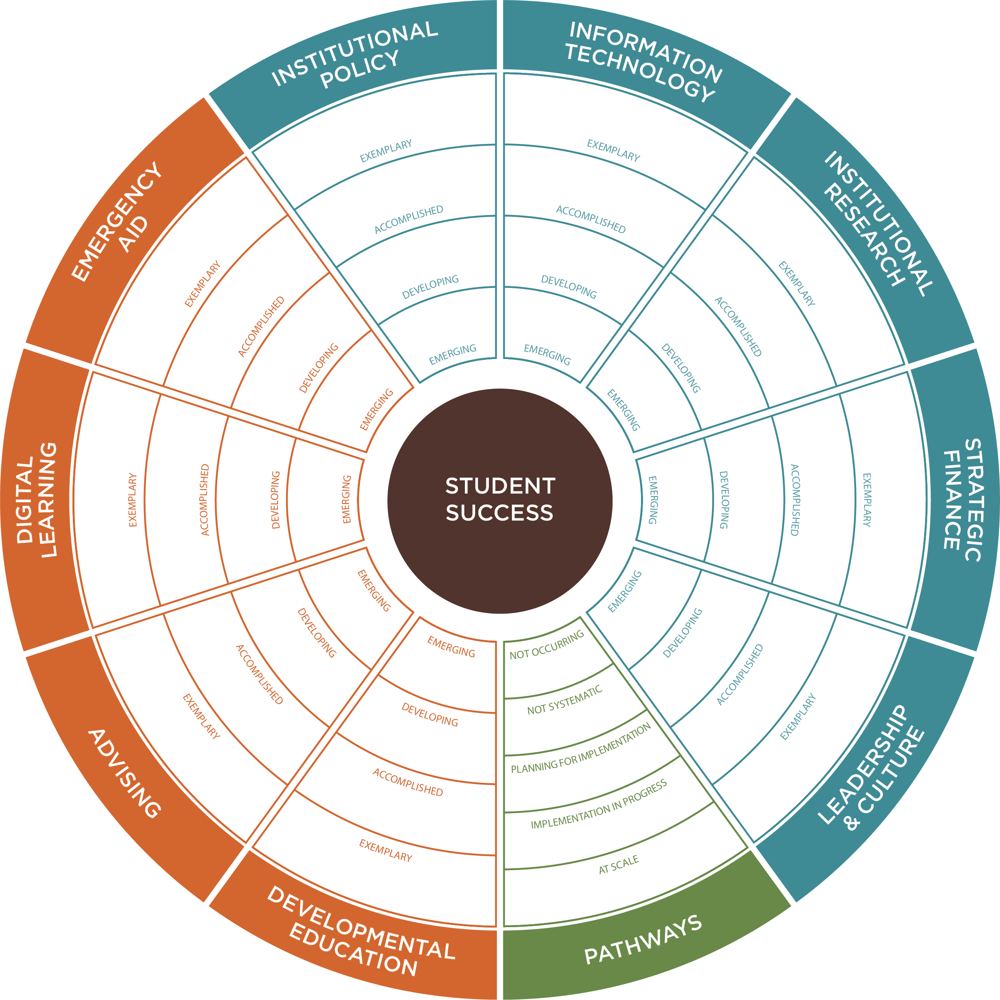 INSTITUTIONAL
POLICY
EXEMPLARY
ACCOMPLISHED
DEVELOPING
EMERGING
INFORMATION
TECHNOLOGY
EXEMPLARY
ACCOMPLISHED
DEVELOPING
EMERGING
INSTITUTIONAL
RESEARCH
EXEMPLARY
ACCOMPLISHED
DEVELOPING
EMERGING
STRATEGIC
FINANCE
EXEMPLARY
ACCOMPLISHED
DEVELOPING
EMERGING
LEADERSHIP
& CULTURE
EXEMPLARY
ACCOMPLISHED
DEVELOPING
EMERGING
NOT OCCURRING
NOT SYSTEMATIC
PLANNING FOR IMPLEMENTATION
IMPLEMENTATION IN PROGRESS
AT SCALE
PATHWAYS
EMERGING
DEVELOPING
ACCOMPLISHED
EXEMPLARY
DEVELOPMENTAL
EDUCATION
EMERGING
DEVELOPING
ACCOMPLISHED
EXEMPLARY
ADVISING
DIGITAL
LEARNING
EXEMPLARY
ACCOMPLISHED
DEVELOPING
EMERGING
EMERGENCY
AID
EXEMPLARY
ACCOMPLISHED
DEVELOPING
EMERGING
STUDENT
SUCCESS